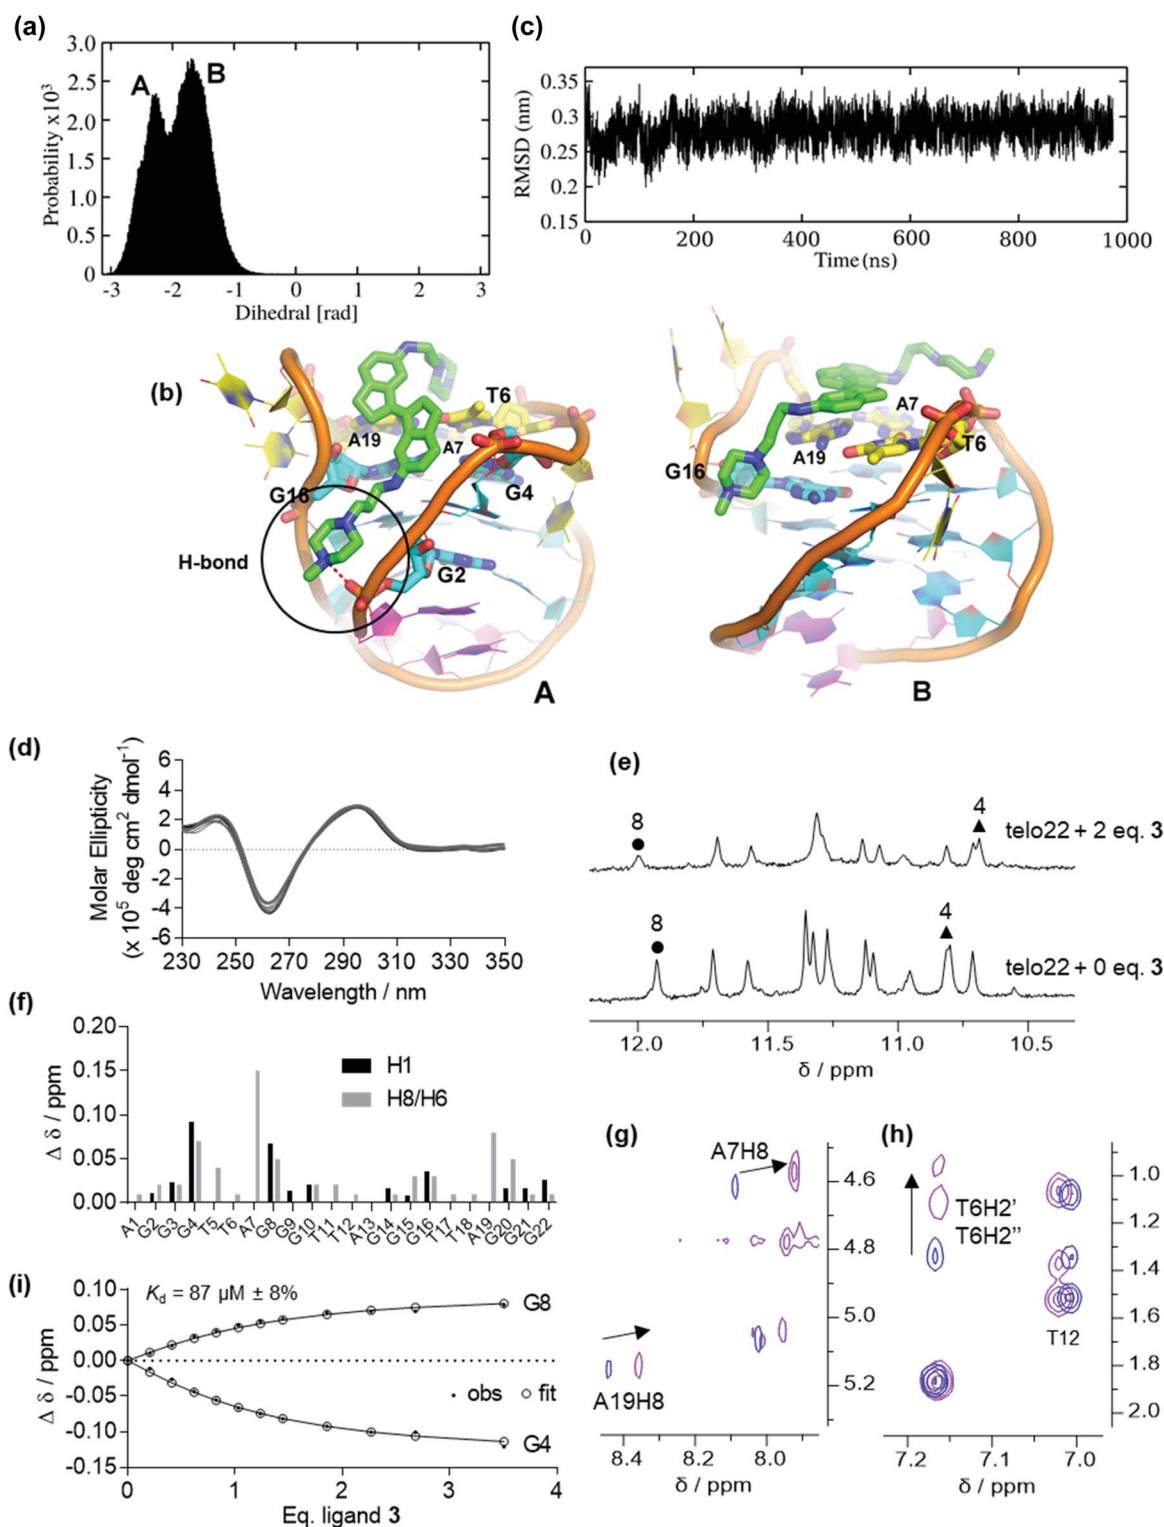 (a)
Probability x10³
3.0
2.5
2.0
1.5
1.0
0.5
0
A
B
-3 -2 -1 0 1 2 3
Dihedral [rad]
(c)
RMSD (nm)
0.35
0.3
0.25
0.2
0.15
0 200 400 600 800 1000
Time (ns)
(b)
T6
A19
A7
G16
G4
H-bond
G2
A
A7
T6
A19
G16
B
(d)
Molar Ellipticity
(x 10⁵ deg cm² dmol⁻¹)
6
4
2
0
-2
-4
-6
230 250 270 290 310 330 350
Wavelength / nm
(e)
8
4
telo22 + 2 eq. 3
8
4
telo22 + 0 eq. 3
12.0 11.5 11.0 10.5
δ / ppm
(f)
Δ δ / ppm
0.20
0.15
0.10
0.05
0.00
H1
H8/H6
A1 G2 G3 G4 T5 T6 A7 G8 G9 G10 T11 T12 A13 G14 G15 G16 T17 T18 A19 G20 G21 G22
(g)
A7H8
A19H8
4.6
4.8
5.0
5.2
8.4 8.2 8.0
δ / ppm
(h)
T6H2'
T6H2''
T12
1.0
1.2
1.4
1.6
1.8
2.0
7.2 7.1 7.0
δ / ppm
(i)
Δ δ / ppm
0.10
0.05
0.00
-0.05
-0.10
-0.15
Kd = 87 µM ± 8%
G8
obs fit
G4
0 1 2 3 4
Eq. ligand 3